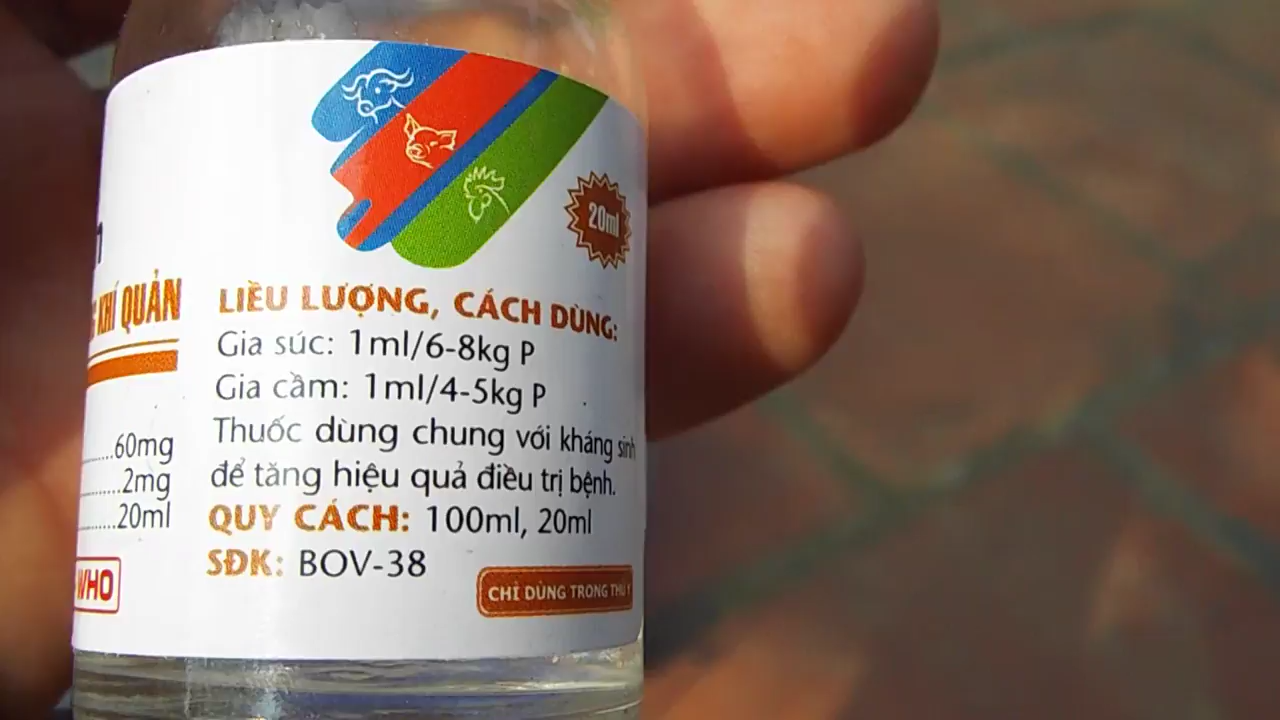 20ml
KHÍ QUẢN
LIỀU LƯỢNG, CÁCH DÙNG:
Gia súc: 1ml/6-8kg P
Gia cầm: 1ml/4-5kg P
Thuốc dùng chung với kháng sinh
để tăng hiệu quả điều trị bệnh.
......60mg
......2mg
......20ml
QUY CÁCH: 100ml, 20ml
SĐK: BOV-38
WHO
CHỈ DÙNG TRONG THÚ Y